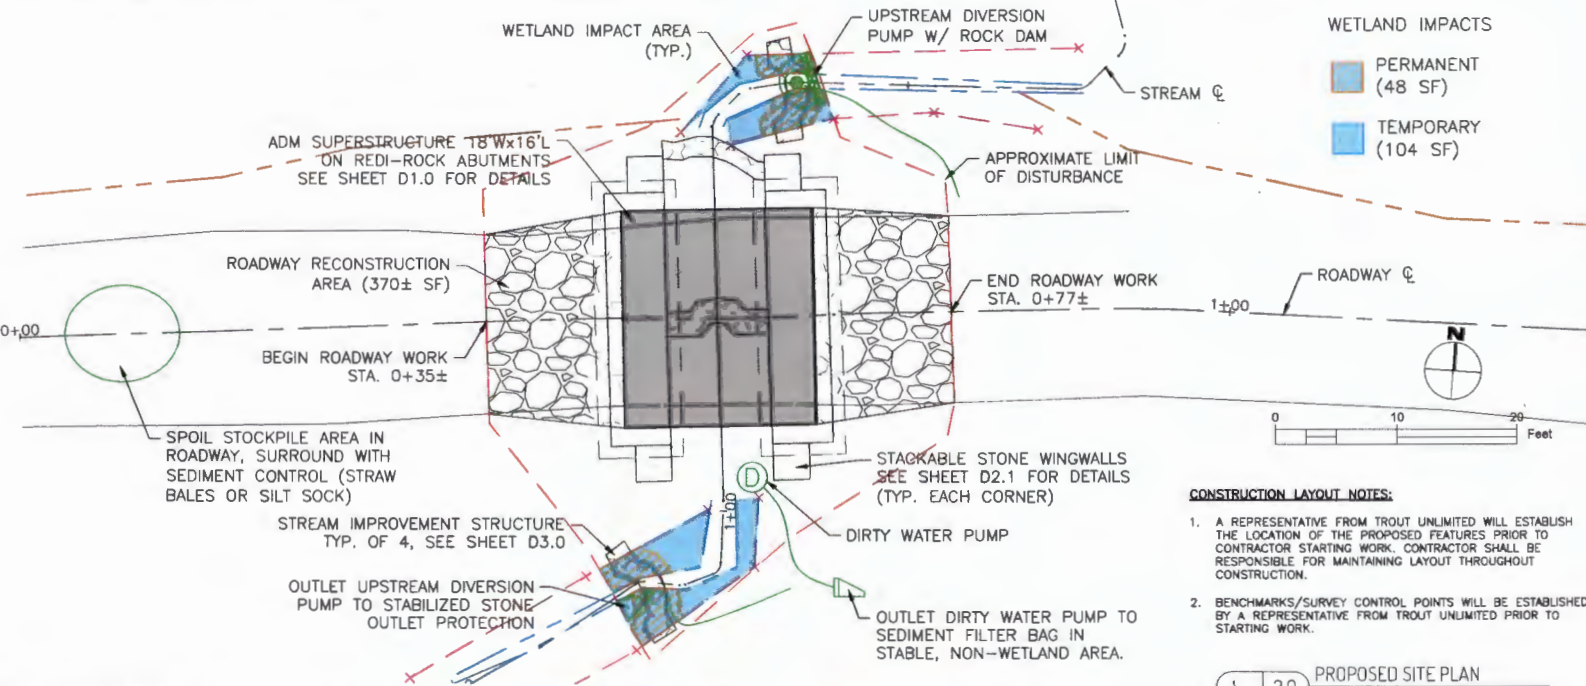 WETLAND IMPACT AREA
(TYP.)
UPSTREAM DIVERSION
PUMP W/ ROCK DAM
WETLAND IMPACTS
PERMANENT
(48 SF)
TEMPORARY
(104 SF)
STREAM ℄
ADM SUPERSTRUCTURE 18'Wx16'L
ON REDI-ROCK ABUTMENTS
SEE SHEET D1.0 FOR DETAILS
APPROXIMATE LIMIT
OF DISTURBANCE
ROADWAY RECONSTRUCTION
AREA (370± SF)
END ROADWAY WORK
STA. 0+77±
ROADWAY ℄
0+00
1+00
BEGIN ROADWAY WORK
STA. 0+35±
N
0 10 20
Feet
SPOIL STOCKPILE AREA IN
ROADWAY, SURROUND WITH
SEDIMENT CONTROL (STRAW
BALES OR SILT SOCK)
STACKABLE STONE WINGWALLS
SEE SHEET D2.1 FOR DETAILS
(TYP. EACH CORNER)
D
1+00
STREAM IMPROVEMENT STRUCTURE
TYP. OF 4, SEE SHEET D3.0
DIRTY WATER PUMP
OUTLET UPSTREAM DIVERSION
PUMP TO STABILIZED STONE
OUTLET PROTECTION
OUTLET DIRTY WATER PUMP TO
SEDIMENT FILTER BAG IN
STABLE, NON-WETLAND AREA.
CONSTRUCTION LAYOUT NOTES:
1. A REPRESENTATIVE FROM TROUT UNLIMITED WILL ESTABLISH
THE LOCATION OF THE PROPOSED FEATURES PRIOR TO
CONTRACTOR STARTING WORK. CONTRACTOR SHALL BE
RESPONSIBLE FOR MAINTAINING LAYOUT THROUGHOUT
CONSTRUCTION.
2. BENCHMARKS/SURVEY CONTROL POINTS WILL BE ESTABLISHED
BY A REPRESENTATIVE FROM TROUT UNLIMITED PRIOR TO
STARTING WORK.
PROPOSED SITE PLAN